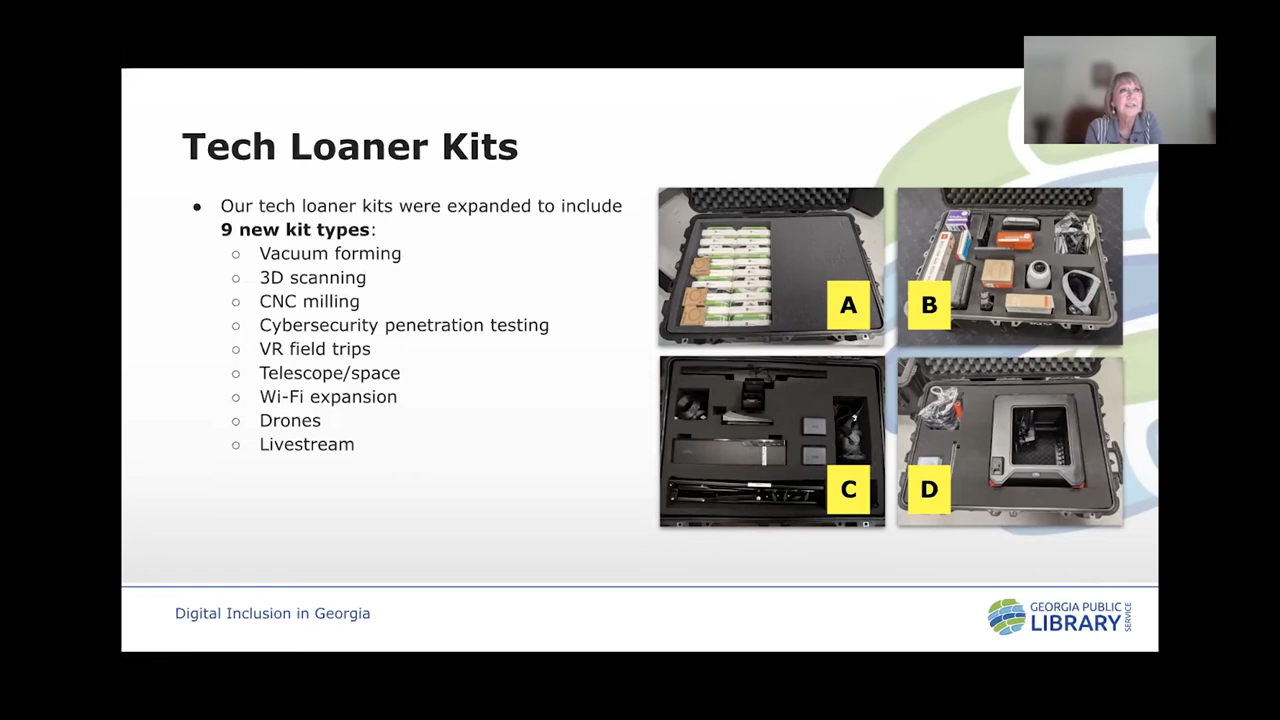 Tech Loaner Kits
● Our tech loaner kits were expanded to include
9 new kit types:
○ Vacuum forming
○ 3D scanning
○ CNC milling
○ Cybersecurity penetration testing
○ VR field trips
○ Telescope/space
○ Wi-Fi expansion
○ Drones
○ Livestream
A
B
C
D
Digital Inclusion in Georgia
GEORGIA PUBLIC
LIBRARY
SERVICE